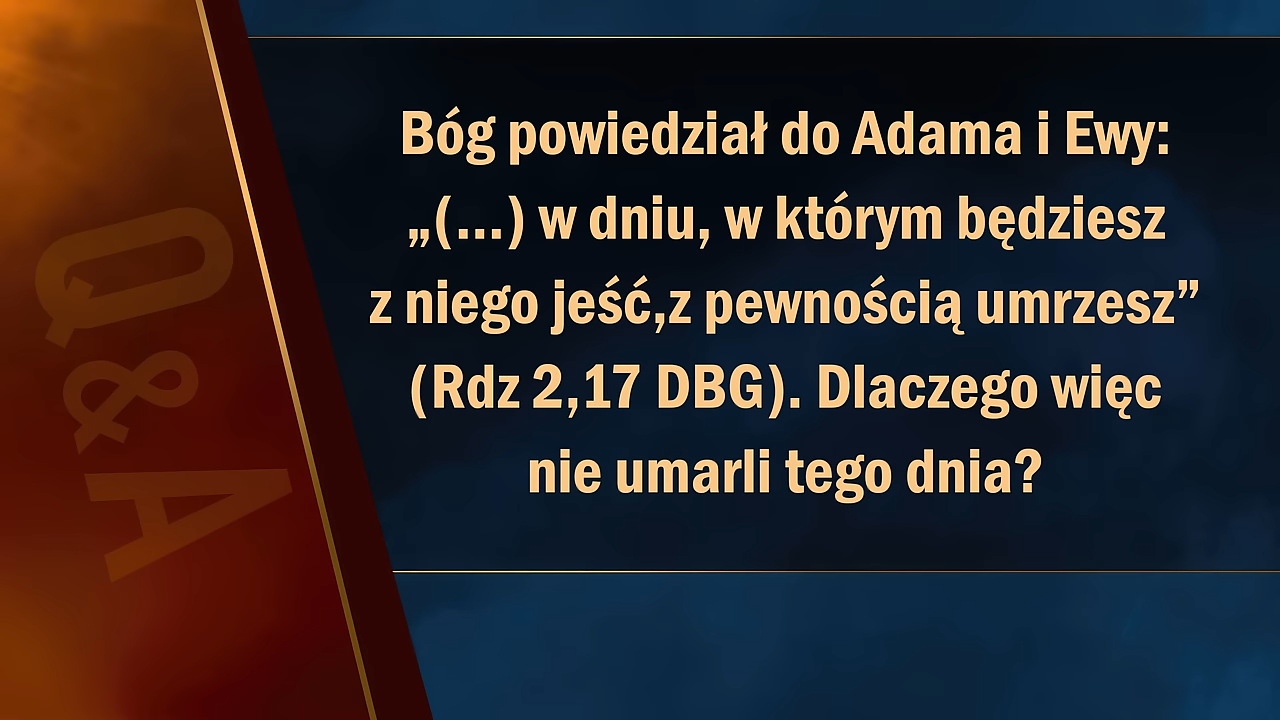 Bóg powiedział do Adama i Ewy:
„(...) w dniu, w którym będziesz
z niego jeść,z pewnością umrzesz”
(Rdz 2,17 DBG). Dlaczego więc
nie umarli tego dnia?
Q&A